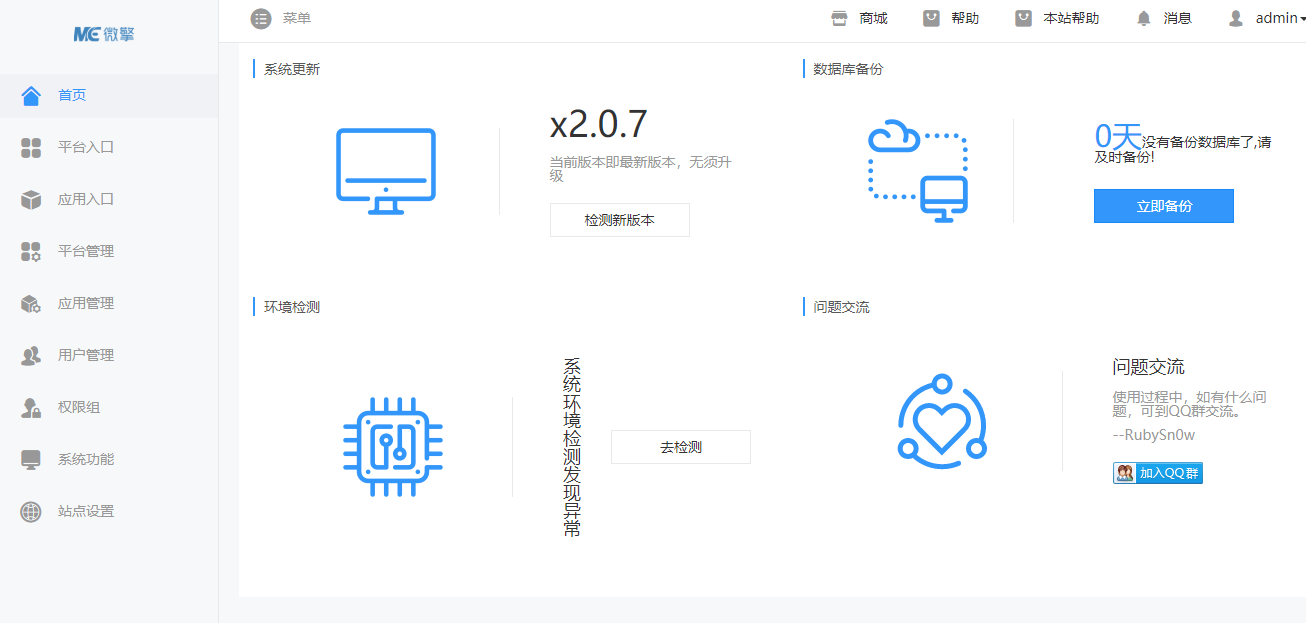 微擎
菜单
商城
帮助
本站帮助
消息
admin
首页
平台入口
应用入口
平台管理
应用管理
用户管理
权限组
系统功能
站点设置
系统更新
x2.0.7
当前版本即最新版本，无须升
级
检测新版本
数据库备份
0天没有备份数据库了,请
及时备份!
立即备份
环境检测
系统环境检测发现异常
去检测
问题交流
问题交流
使用过程中，如有什么问
题，可到QQ群交流。
--RubySn0w
加入QQ群